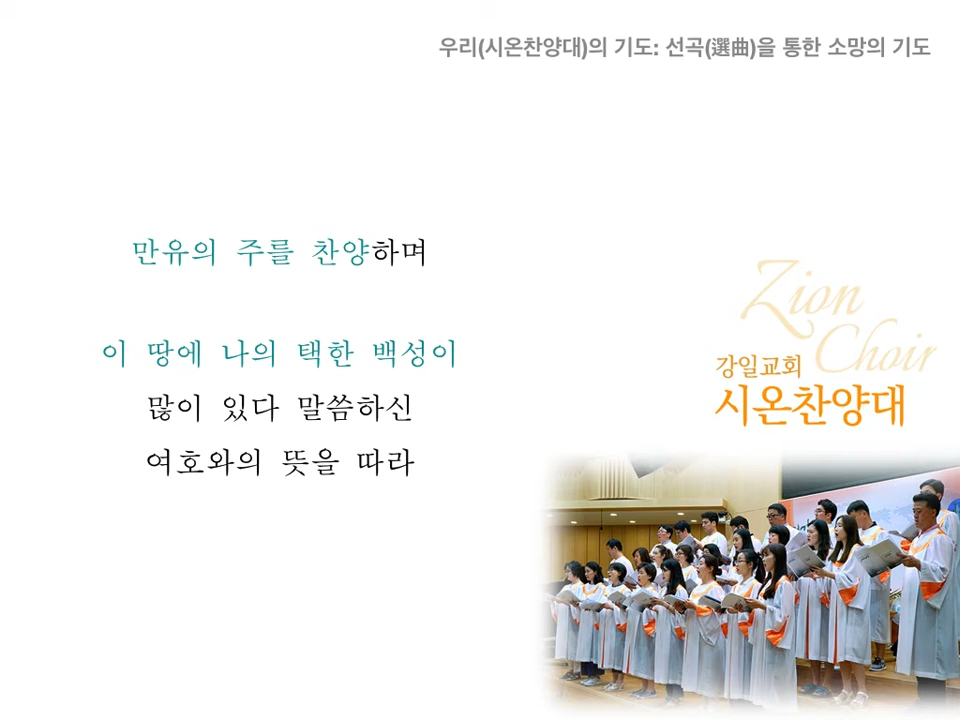 우리(시온찬양대)의 기도: 선곡(選曲)을 통한 소망의 기도
만유의 주를 찬양하며
이 땅에 나의 택한 백성이
많이 있다 말씀하신
여호와의 뜻을 따라
Zion
Choir
강일교회
시온찬양대